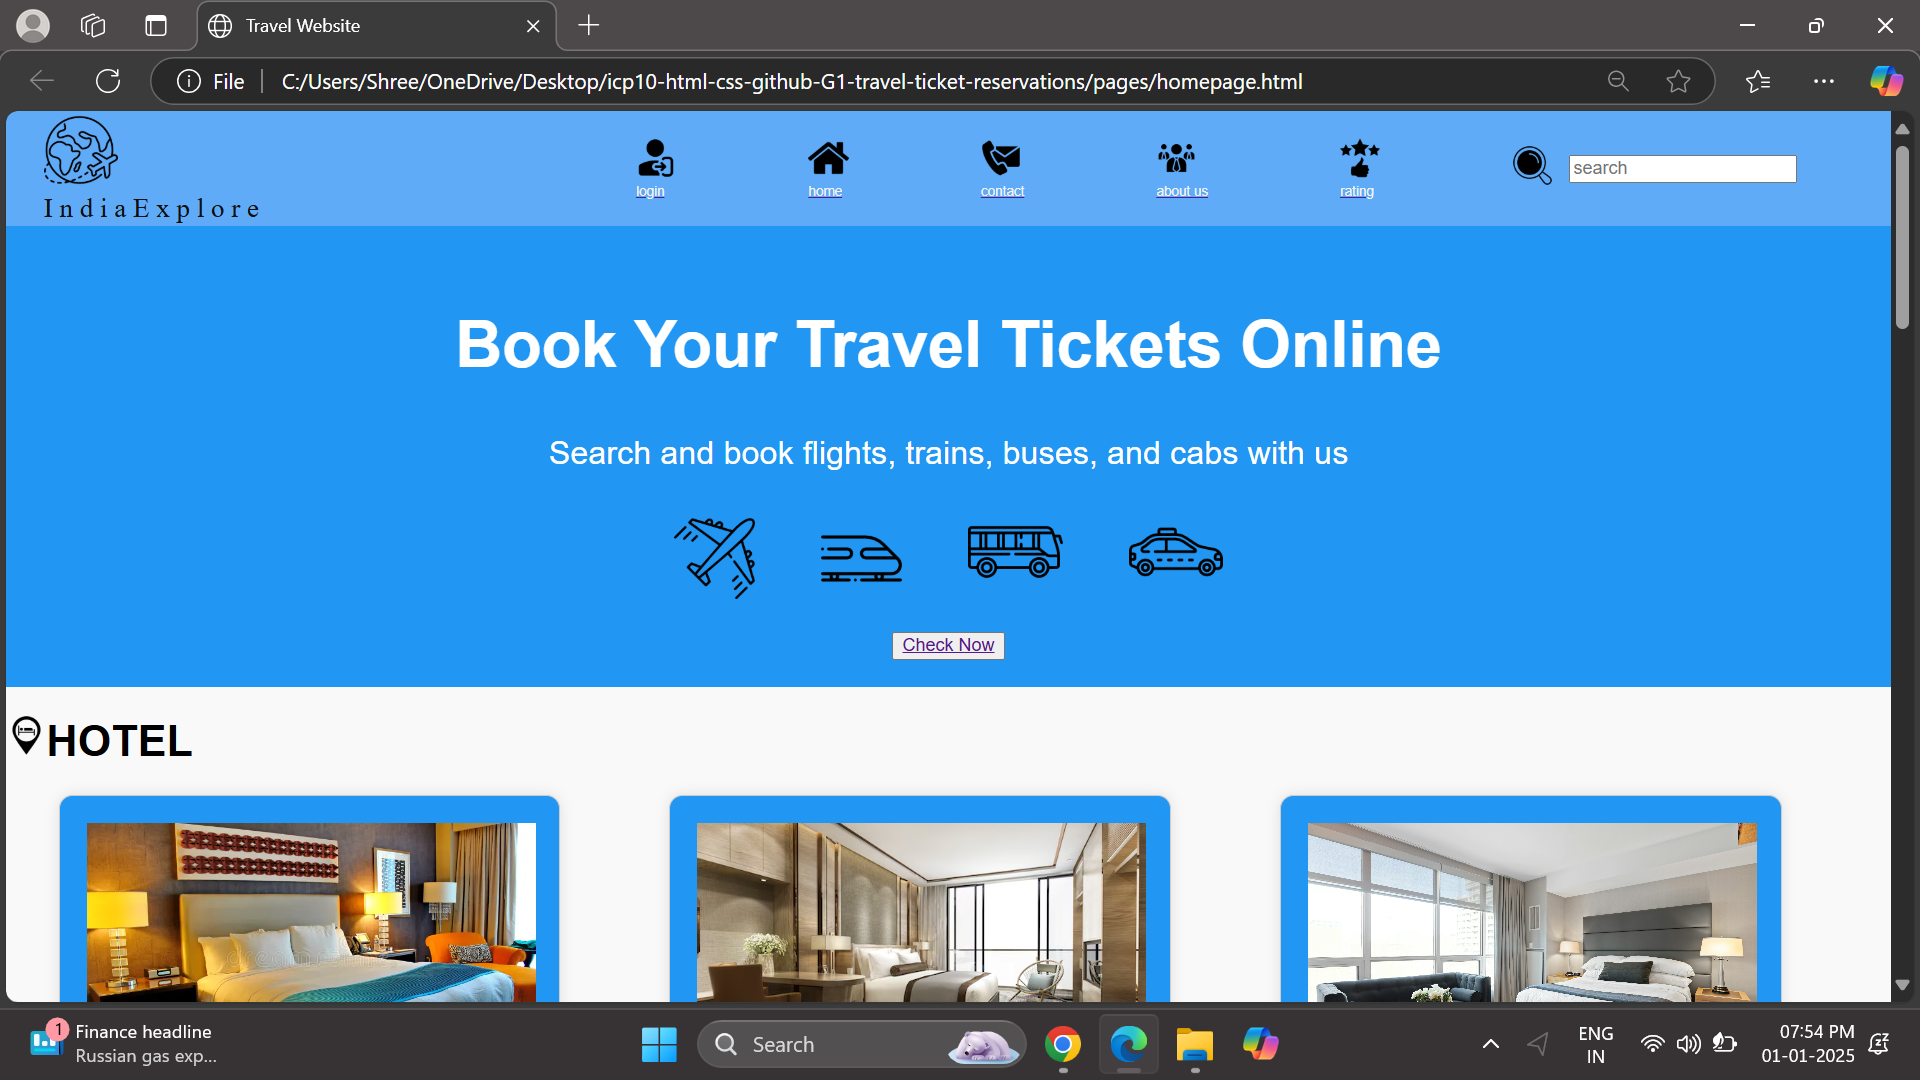 Travel Website
File
C:/Users/Shree/OneDrive/Desktop/icp10-html-css-github-G1-travel-ticket-reservations/pages/homepage.html
IndiaExplore
login
home
contact
about us
rating
search
Book Your Travel Tickets Online
Search and book flights, trains, buses, and cabs with us
Check Now
HOTEL
1
Finance headline
Russian gas exp...
Search
ENG
IN
07:54 PM
01-01-2025